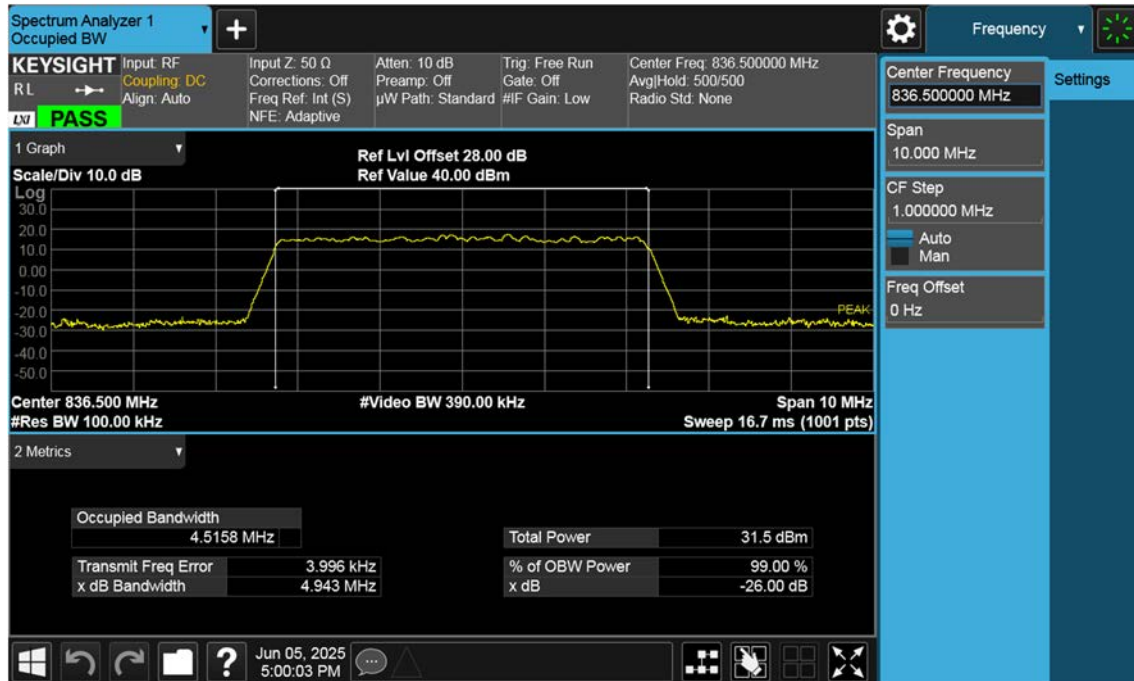 Spectrum Analyzer 1
Occupied BW
Frequency
KEYSIGHT
R L
LXI
PASS
Input: RF
Coupling: DC
Align: Auto
Input Z: 50 Ω
Corrections: Off
Freq Ref: Int (S)
NFE: Adaptive
Atten: 10 dB
Preamp: Off
µW Path: Standard
Trig: Free Run
Gate: Off
#IF Gain: Low
Center Freq: 836.500000 MHz
Avg|Hold: 500/500
Radio Std: None
Center Frequency
836.500000 MHz
Settings
Span
10.000 MHz
CF Step
1.000000 MHz
Auto
Man
Freq Offset
0 Hz
1 Graph
Scale/Div 10.0 dB
Ref Lvl Offset 28.00 dB
Ref Value 40.00 dBm
Log
30.0
20.0
10.0
0.00
-10.0
-20.0
-30.0
-40.0
-50.0
PEAK
Center 836.500 MHz
#Video BW 390.00 kHz
Span 10 MHz
#Res BW 100.00 kHz
Sweep 16.7 ms (1001 pts)
2 Metrics
Occupied Bandwidth
4.5158 MHz
Total Power 31.5 dBm
Transmit Freq Error 3.996 kHz
% of OBW Power 99.00 %
x dB Bandwidth 4.943 MHz
x dB -26.00 dB
?
Jun 05, 2025
5:00:03 PM